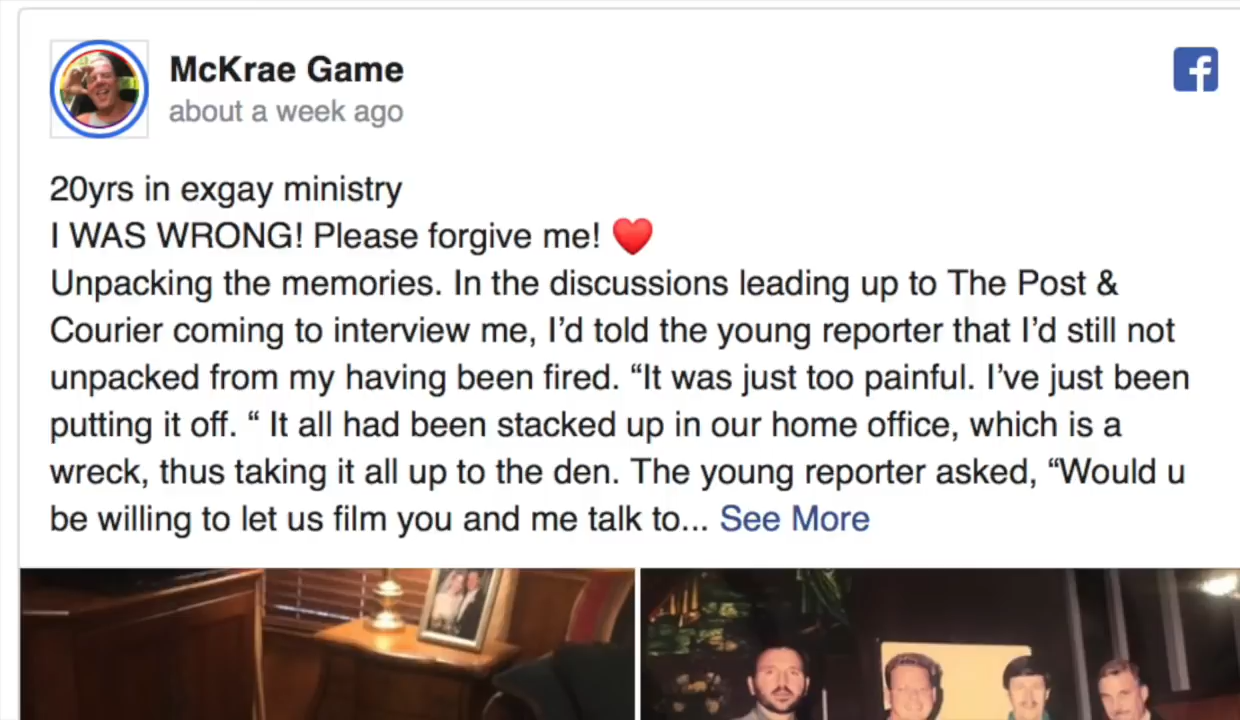 McKrae Game
about a week ago
20yrs in exgay ministry
I WAS WRONG! Please forgive me! ❤️
Unpacking the memories. In the discussions leading up to The Post &
Courier coming to interview me, I’d told the young reporter that I’d still not
unpacked from my having been fired. “It was just too painful. I’ve just been
putting it off. “ It all had been stacked up in our home office, which is a
wreck, thus taking it all up to the den. The young reporter asked, “Would u
be willing to let us film you and me talk to... See More